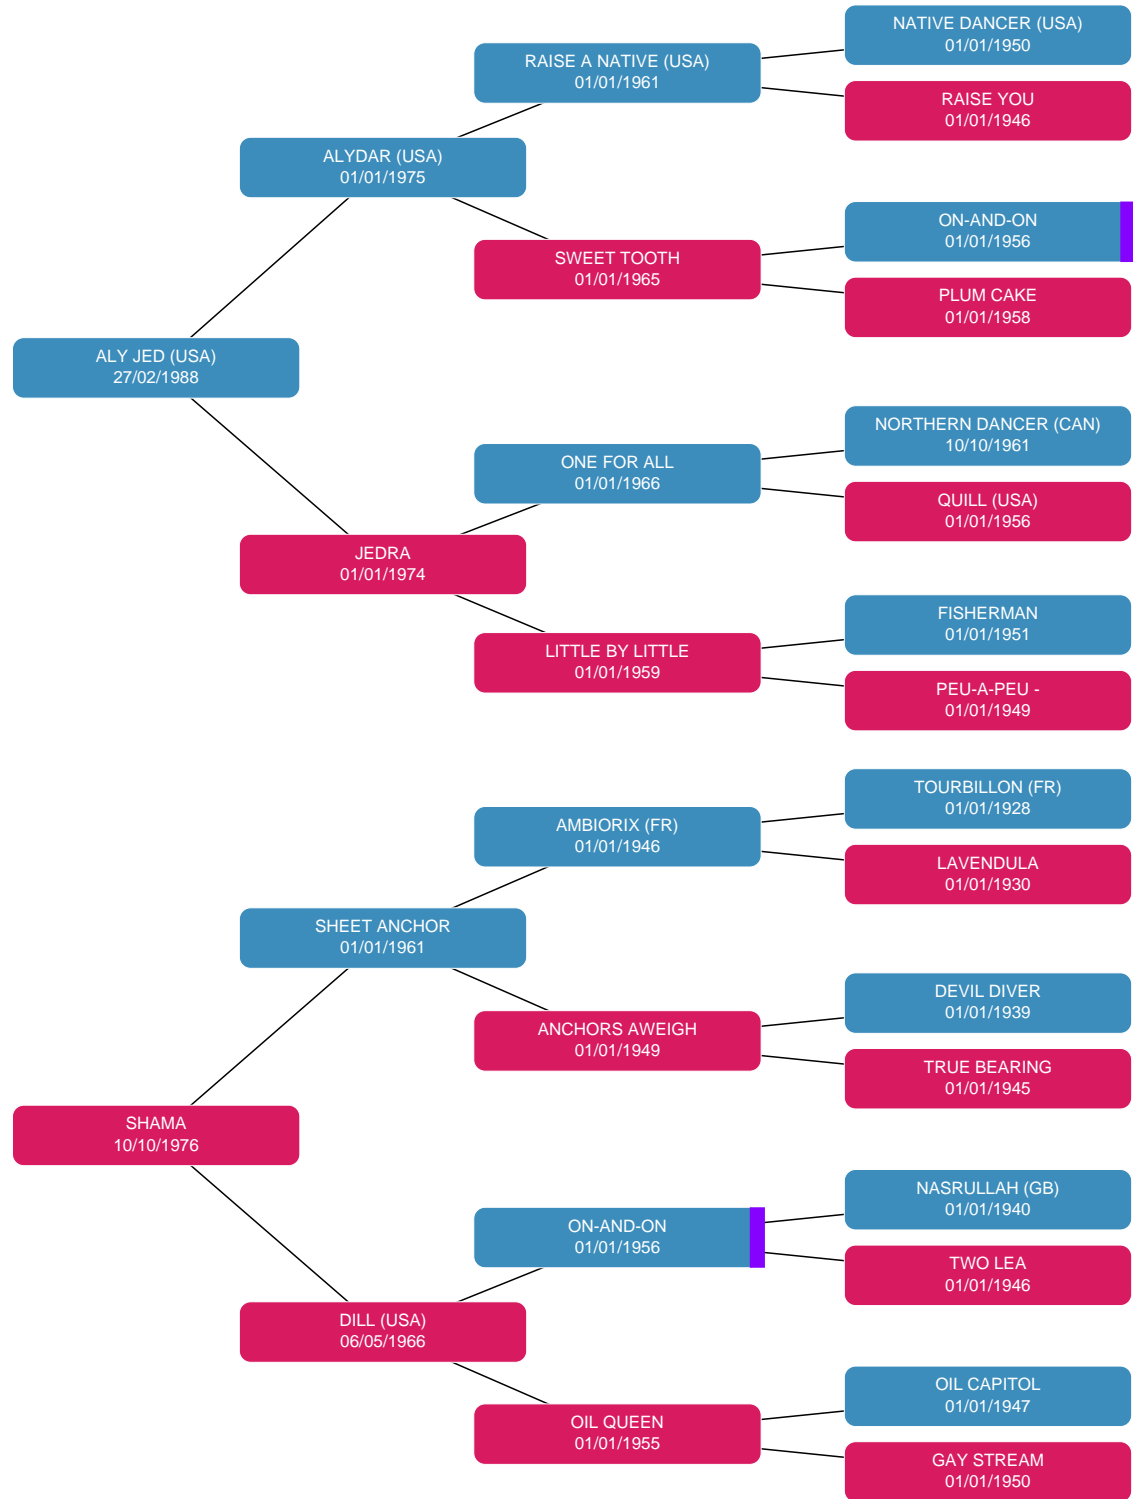 NATIVE DANCER (USA)
01/01/1950
RAISE A NATIVE (USA)
01/01/1961
RAISE YOU
01/01/1946
ALYDAR (USA)
01/01/1975
ON-AND-ON
01/01/1956
SWEET TOOTH
01/01/1965
PLUM CAKE
01/01/1958
ALY JED (USA)
27/02/1988
NORTHERN DANCER (CAN)
10/10/1961
ONE FOR ALL
01/01/1966
QUILL (USA)
01/01/1956
JEDRA
01/01/1974
FISHERMAN
01/01/1951
LITTLE BY LITTLE
01/01/1959
PEU-A-PEU -
01/01/1949
TOURBILLON (FR)
01/01/1928
AMBIORIX (FR)
01/01/1946
LAVENDULA
01/01/1930
SHEET ANCHOR
01/01/1961
DEVIL DIVER
01/01/1939
ANCHORS AWEIGH
01/01/1949
TRUE BEARING
01/01/1945
SHAMA
10/10/1976
NASRULLAH (GB)
01/01/1940
ON-AND-ON
01/01/1956
TWO LEA
01/01/1946
DILL (USA)
06/05/1966
OIL CAPITOL
01/01/1947
OIL QUEEN
01/01/1955
GAY STREAM
01/01/1950